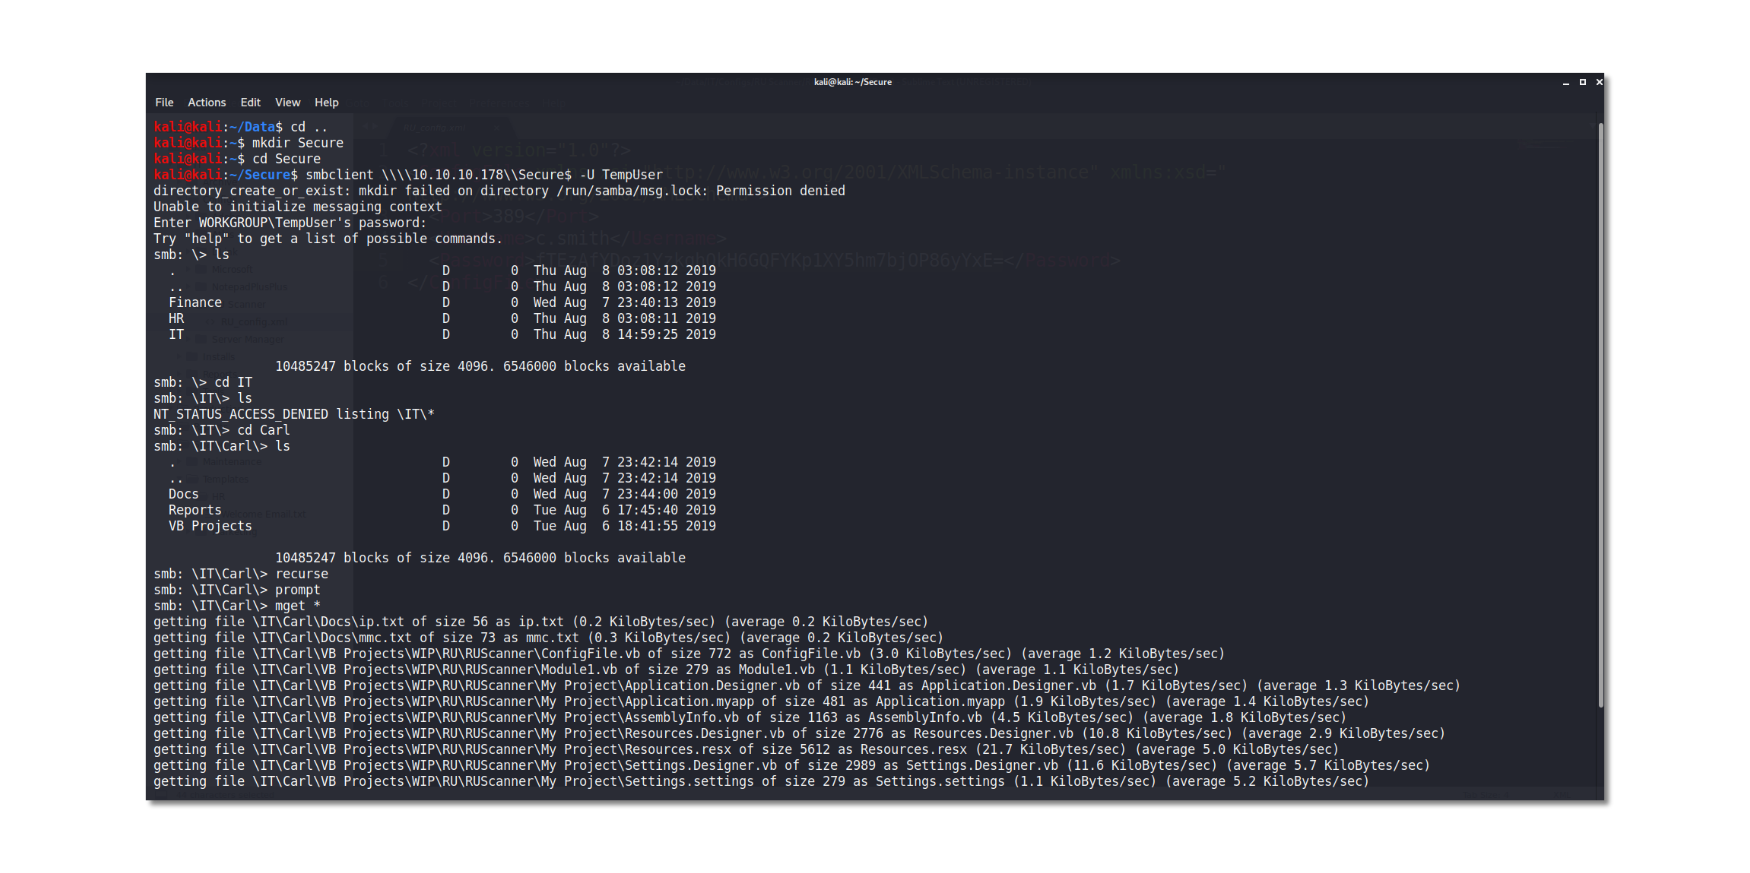 kali@kali: ~/Secure
File Actions Edit View Help
kali@kali:~/Data$ cd ..
kali@kali:~$ mkdir Secure
kali@kali:~$ cd Secure
kali@kali:~/Secure$ smbclient \\\\10.10.10.178\\Secure$ -U TempUser
directory_create_or_exist: mkdir failed on directory /run/samba/msg.lock: Permission denied
Unable to initialize messaging context
Enter WORKGROUP\TempUser's password:
Try "help" to get a list of possible commands.
smb: \> ls
. D 0 Thu Aug 8 03:08:12 2019
.. D 0 Thu Aug 8 03:08:12 2019
Finance D 0 Wed Aug 7 23:40:13 2019
HR D 0 Thu Aug 8 03:08:11 2019
IT D 0 Thu Aug 8 14:59:25 2019
10485247 blocks of size 4096. 6546000 blocks available
smb: \> cd IT
smb: \IT\> ls
NT_STATUS_ACCESS_DENIED listing \IT\*
smb: \IT\> cd Carl
smb: \IT\Carl\> ls
. D 0 Wed Aug 7 23:42:14 2019
.. D 0 Wed Aug 7 23:42:14 2019
Docs D 0 Wed Aug 7 23:44:00 2019
Reports D 0 Tue Aug 6 17:45:40 2019
VB Projects D 0 Tue Aug 6 18:41:55 2019
10485247 blocks of size 4096. 6546000 blocks available
smb: \IT\Carl\> recurse
smb: \IT\Carl\> prompt
smb: \IT\Carl\> mget *
getting file \IT\Carl\Docs\ip.txt of size 56 as ip.txt (0.2 KiloBytes/sec) (average 0.2 KiloBytes/sec)
getting file \IT\Carl\Docs\mmc.txt of size 73 as mmc.txt (0.3 KiloBytes/sec) (average 0.2 KiloBytes/sec)
getting file \IT\Carl\VB Projects\WIP\RU\RUScanner\ConfigFile.vb of size 772 as ConfigFile.vb (3.0 KiloBytes/sec) (average 1.2 KiloBytes/sec)
getting file \IT\Carl\VB Projects\WIP\RU\RUScanner\Module1.vb of size 279 as Module1.vb (1.1 KiloBytes/sec) (average 1.1 KiloBytes/sec)
getting file \IT\Carl\VB Projects\WIP\RU\RUScanner\My Project\Application.Designer.vb of size 441 as Application.Designer.vb (1.7 KiloBytes/sec) (average 1.3 KiloBytes/sec)
getting file \IT\Carl\VB Projects\WIP\RU\RUScanner\My Project\Application.myapp of size 481 as Application.myapp (1.9 KiloBytes/sec) (average 1.4 KiloBytes/sec)
getting file \IT\Carl\VB Projects\WIP\RU\RUScanner\My Project\AssemblyInfo.vb of size 1163 as AssemblyInfo.vb (4.5 KiloBytes/sec) (average 1.8 KiloBytes/sec)
getting file \IT\Carl\VB Projects\WIP\RU\RUScanner\My Project\Resources.Designer.vb of size 2776 as Resources.Designer.vb (10.8 KiloBytes/sec) (average 2.9 KiloBytes/sec)
getting file \IT\Carl\VB Projects\WIP\RU\RUScanner\My Project\Resources.resx of size 5612 as Resources.resx (21.7 KiloBytes/sec) (average 5.0 KiloBytes/sec)
getting file \IT\Carl\VB Projects\WIP\RU\RUScanner\My Project\Settings.Designer.vb of size 2989 as Settings.Designer.vb (11.6 KiloBytes/sec) (average 5.7 KiloBytes/sec)
getting file \IT\Carl\VB Projects\WIP\RU\RUScanner\My Project\Settings.settings of size 279 as Settings.settings (1.1 KiloBytes/sec) (average 5.2 KiloBytes/sec)